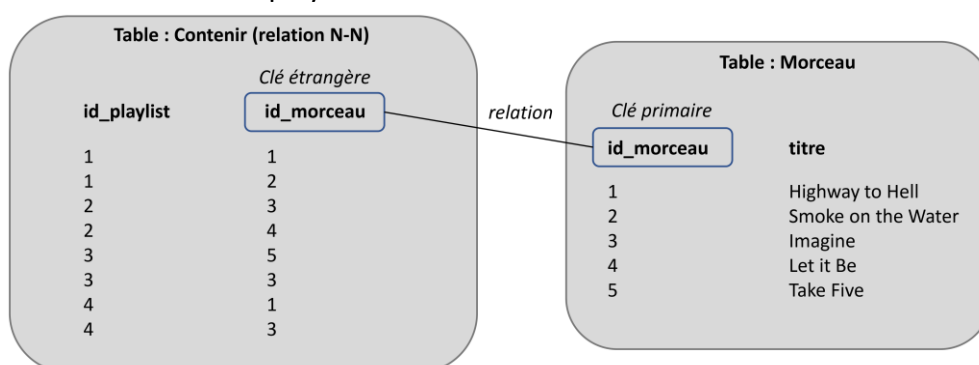 Table : Contenir (relation N-N)
Clé étrangère
id_playlist id_morceau
1 1
1 2
2 3
2 4
3 5
3 3
4 1
4 3
relation
Table : Morceau
Clé primaire
id_morceau titre
1 Highway to Hell
2 Smoke on the Water
3 Imagine
4 Let it Be
5 Take Five